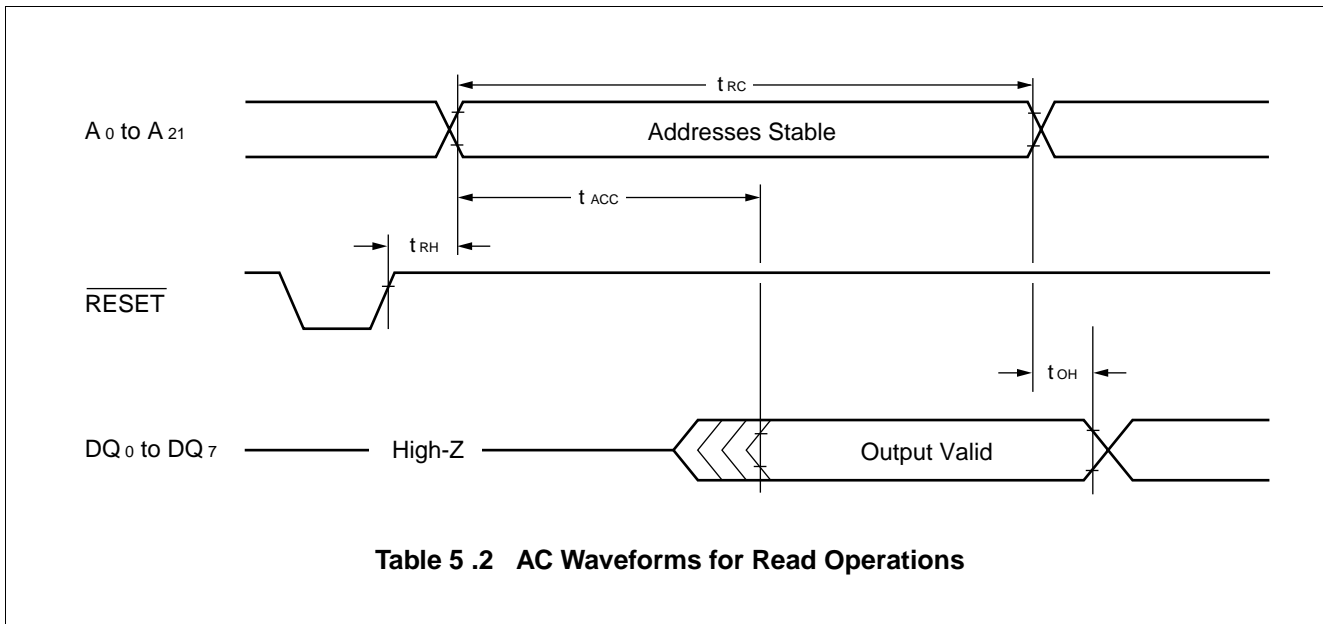 t RC
A 0 to A 21
Addresses Stable
t ACC
t RH
RESET
t OH
DQ 0 to DQ 7
High-Z
Output Valid
Table 5 .2 AC Waveforms for Read Operations